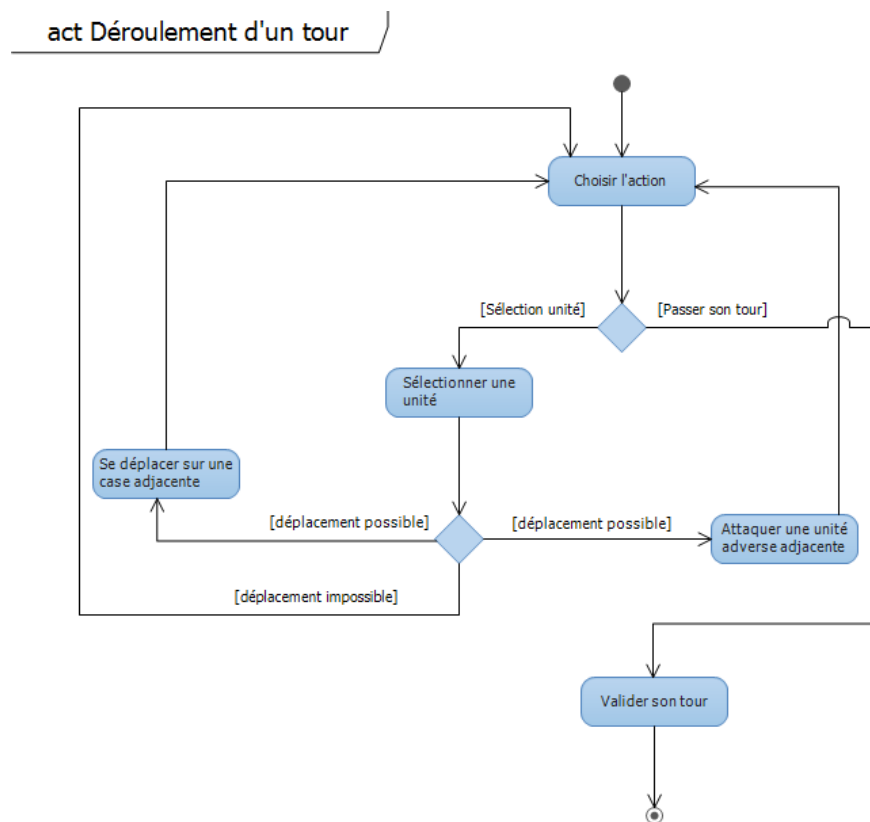 act Déroulement d'un tour
Choisir l'action
[Sélection unité]
[Passer son tour]
Sélectionner une
unité
Se déplacer sur une
case adjacente
[déplacement possible]
[déplacement possible]
Attaquer une unité
adverse adjacente
[déplacement impossible]
Valider son tour